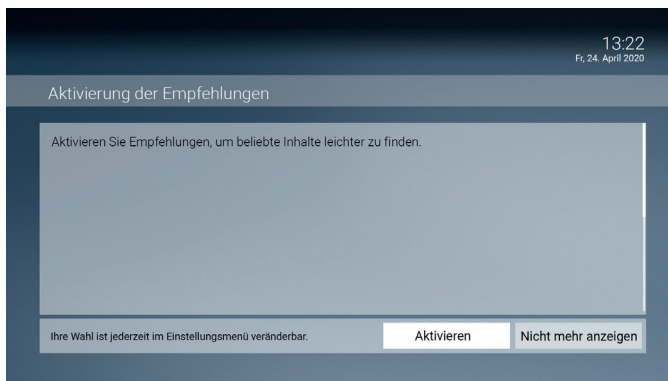 13:22
Fr, 24. April 2020
Aktivierung der Empfehlungen
Aktivieren Sie Empfehlungen, um beliebte Inhalte leichter zu finden.
Ihre Wahl ist jederzeit im Einstellungsmenü veränderbar.
Aktivieren
Nicht mehr anzeigen